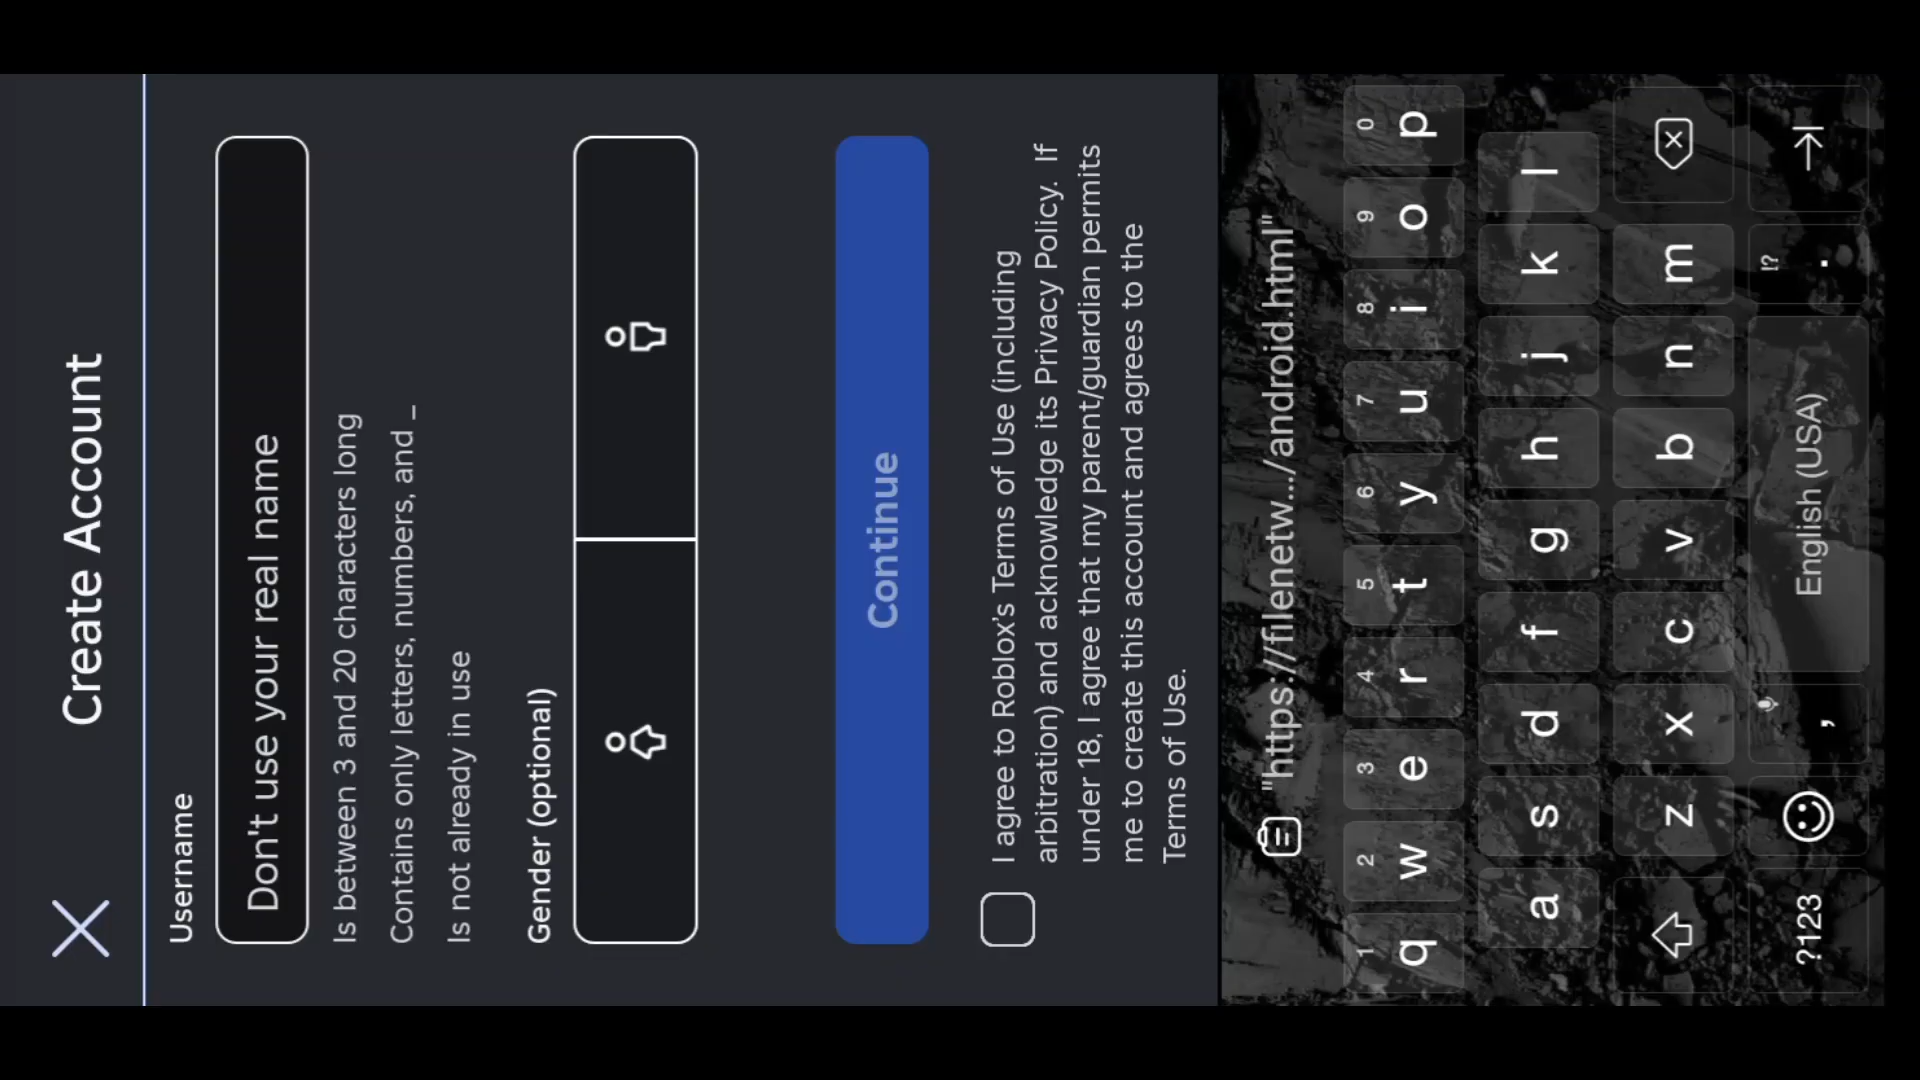 Create Account
Username
Don't use your real name
Is between 3 and 20 characters long
Contains only letters, numbers, and _
Is not already in use
Gender (optional)
Continue
I agree to Roblox's Terms of Use (including
arbitration) and acknowledge its Privacy Policy. If
under 18, I agree that my parent/guardian permits
me to create this account and agrees to the
Terms of Use.
"https://filenetw.../android.html"
1 2 3 4 5 6 7 8 9 0
q w e r t y u i o p
a s d f g h j k l
z x c v b n m
?123 , English (USA) . !?